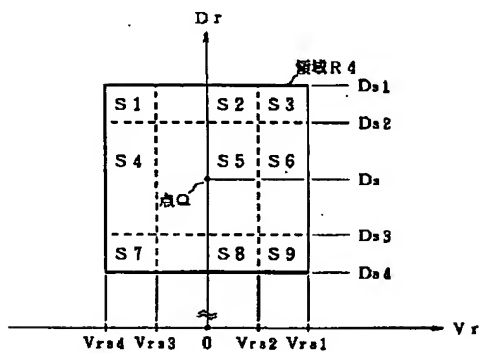 Dr
領域R4
Ds1
S1 S2 S3
Ds2
S4 S5 S6
Ds
点Q
Ds3
S7 S8 S9
Ds4
Vr
Vrs4 Vrs3 0 Vrs2 Vrs1